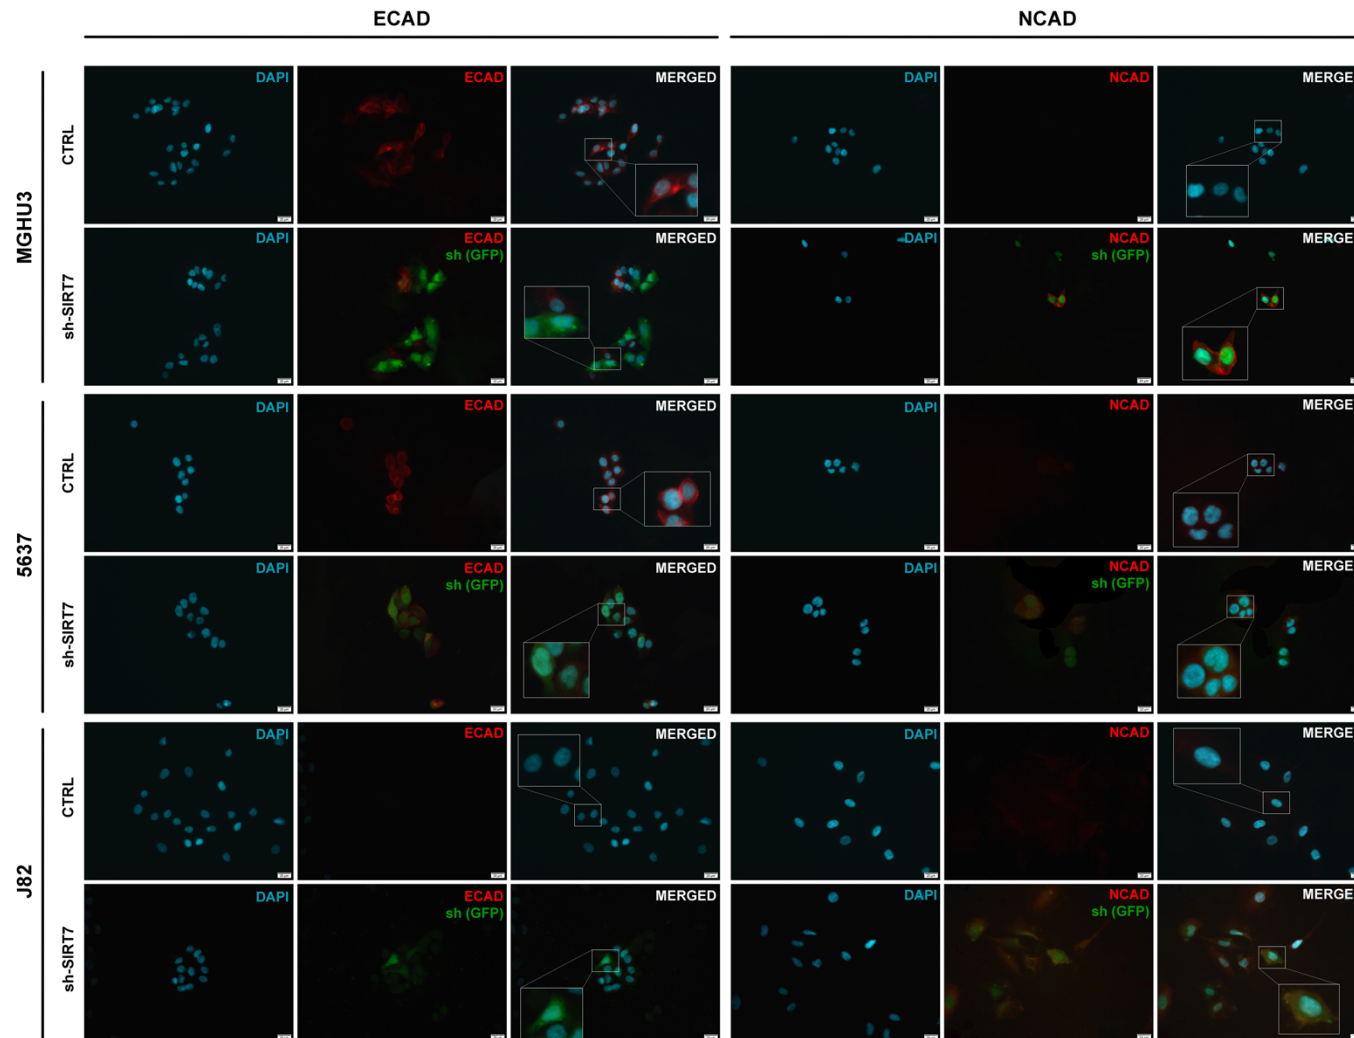 ECAD
NCAD
MGHU3
CTRL
DAPI
ECAD
MERGED
DAPI
NCAD
MERGE
sh-SIRT7
DAPI
ECAD
sh (GFP)
MERGED
DAPI
NCAD
sh (GFP)
MERGE
5637
CTRL
DAPI
ECAD
MERGED
DAPI
NCAD
MERGE
sh-SIRT7
DAPI
ECAD
sh (GFP)
MERGED
DAPI
NCAD
sh (GFP)
MERGE
J82
CTRL
DAPI
ECAD
MERGED
DAPI
NCAD
MERGE
sh-SIRT7
DAPI
ECAD
sh (GFP)
MERGED
DAPI
NCAD
sh (GFP)
MERGE